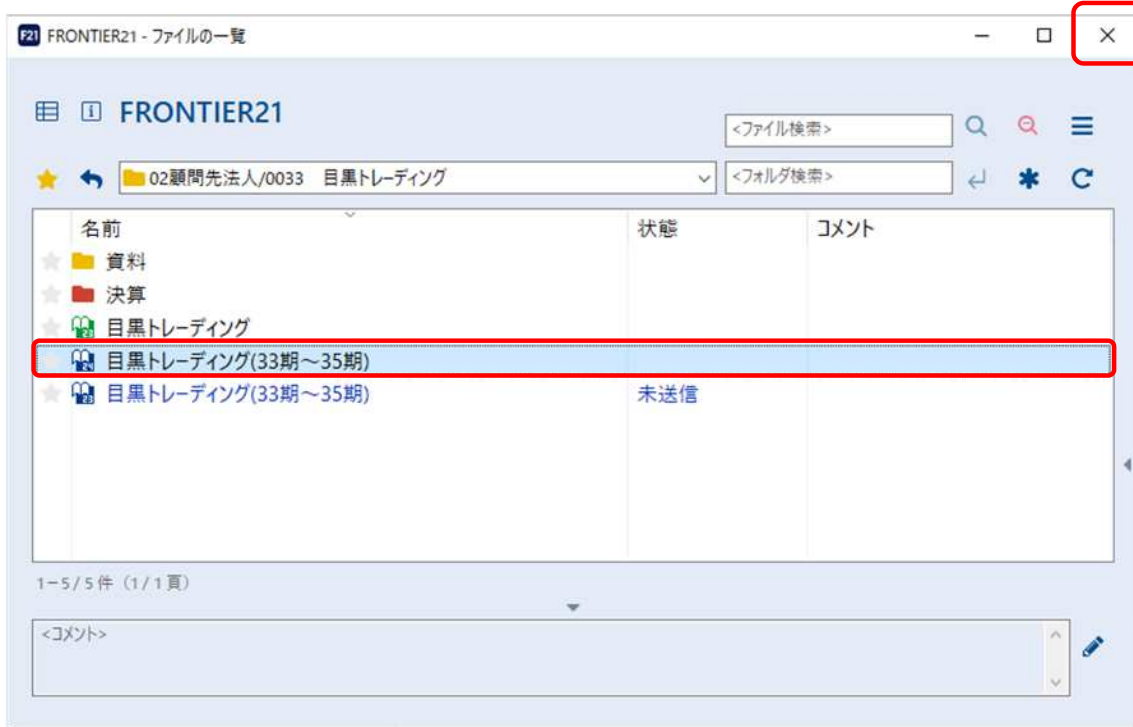 F21 FRONTIER21 - ファイルの一覧
FRONTIER21
<ファイル検索>
02顧問先法人/0033 目黒トレーディング
<フォルダ検索>
名前 状態 コメント
資料
決算
目黒トレーディング
目黒トレーディング(33期～35期)
目黒トレーディング(33期～35期) 未送信
1-5/5件 (1/1頁)
<コメント>